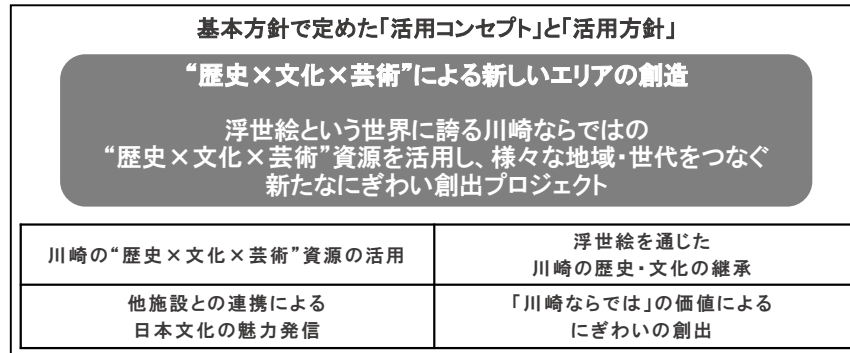 基本方針で定めた「活用コンセプト」と「活用方針」
“歴史×文化×芸術”による新しいエリアの創造
浮世絵という世界に誇る川崎ならではの
“歴史×文化×芸術”資源を活用し、様々な地域・世代をつなぐ
新たなにぎわい創出プロジェクト
川崎の“歴史×文化×芸術”資源の活用
浮世絵を通じた
川崎の歴史・文化の継承
他施設との連携による
日本文化の魅力発信
「川崎ならでは」の価値による
にぎわいの創出